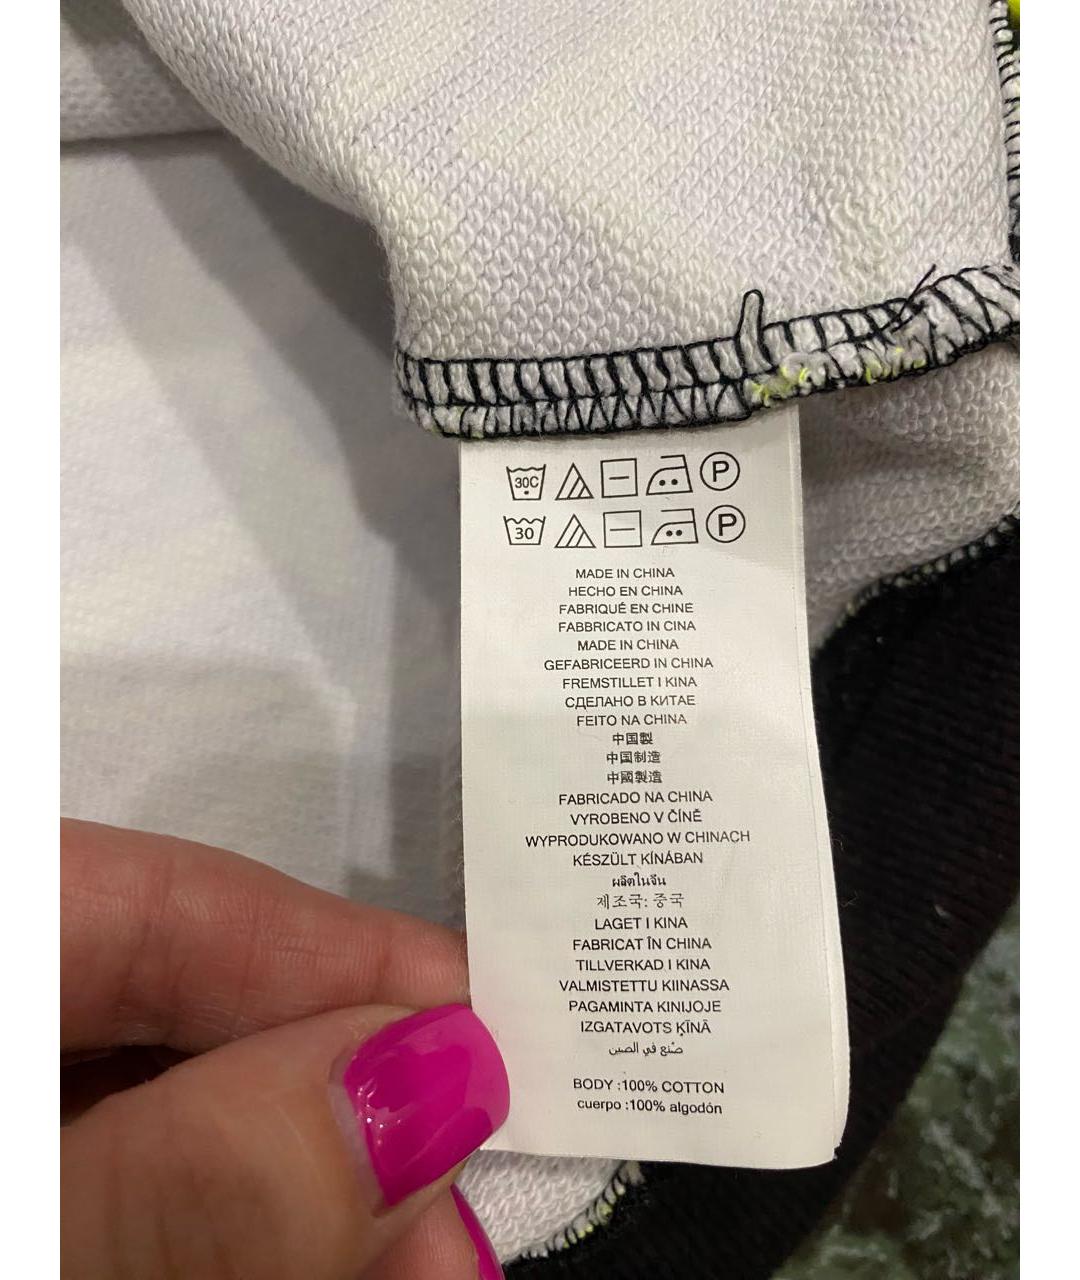 30C P
30 P
MADE IN CHINA
HECHO EN CHINA
FABRIQUÉ EN CHINE
FABBRICATO IN CINA
MADE IN CHINA
GEFABRICEERD IN CHINA
FREMSTILLET I KINA
СДЕЛАНО В КИТАЕ
FEITO NA CHINA
中国製
中国制造
中國製造
FABRICADO NA CHINA
VYROBENO V ČÍNĚ
WYPRODUKOWANO W CHINACH
KÉSZÜLT KÍNÁBAN
ผลิตในจีน
제조국: 중국
LAGET I KINA
FABRICAT ÎN CHINA
TILLVERKAD I KINA
VALMISTETTU KIINASSA
PAGAMINTA KINIJOJE
IZGATAVOTS ĶĪNĀ
صُنع في الصين
BODY :100% COTTON
cuerpo :100% algodón